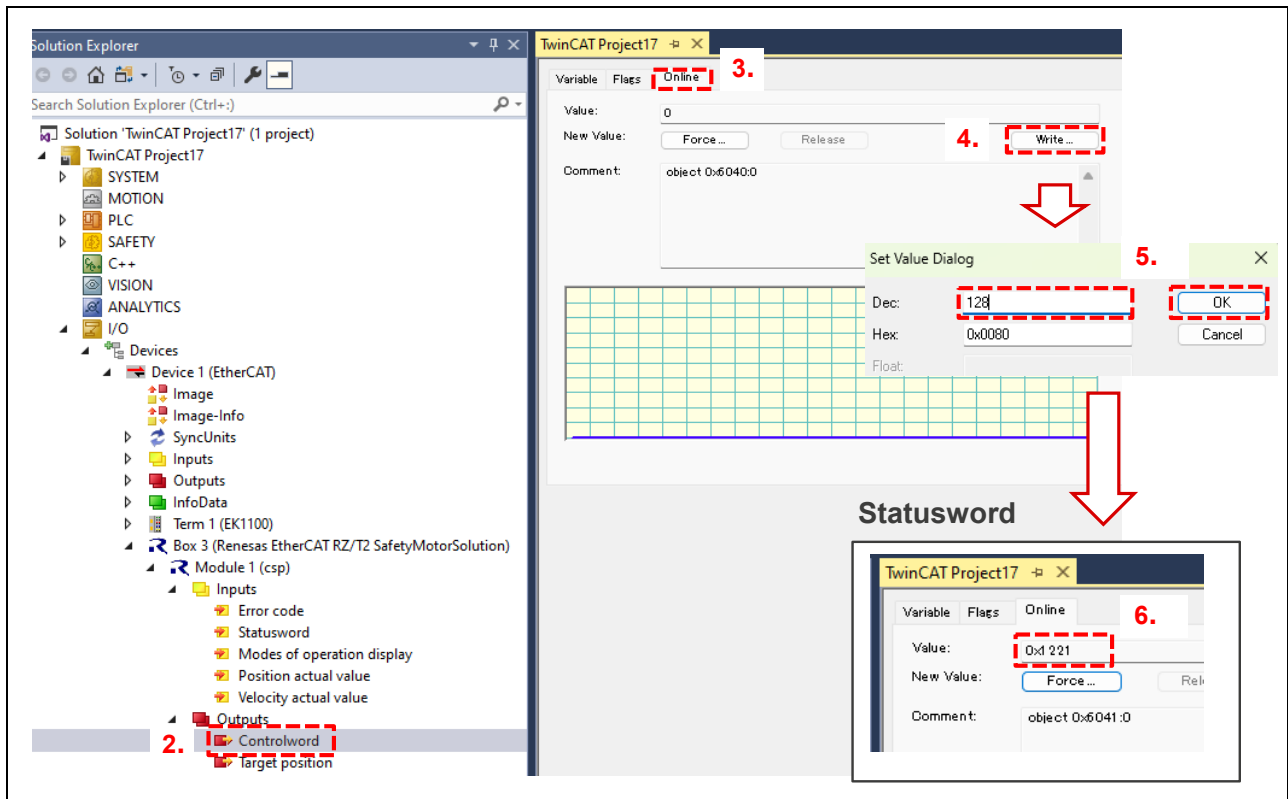 Solution Explorer
Search Solution Explorer (Ctrl+:)
Solution 'TwinCAT Project17' (1 project)
TwinCAT Project17
SYSTEM
MOTION
PLC
SAFETY
C++
VISION
ANALYTICS
I/O
Devices
Device 1 (EtherCAT)
Image
Image-Info
SyncUnits
Inputs
Outputs
InfoData
Term 1 (EK1100)
Box 3 (Renesas EtherCAT RZ/T2 SafetyMotorSolution)
Module 1 (csp)
Inputs
Error code
Statusword
Modes of operation display
Position actual value
Velocity actual value
Outputs
2. Controlword
Target position
TwinCAT Project17
Variable Flags Online 3.
Value: 0
New Value: Force... Release 4. Write...
Comment: object 0x6040:0
Set Value Dialog 5.
Dec: 128 OK
Hex: 0x0080 Cancel
Float:
Statusword
TwinCAT Project17
Variable Flags Online 6.
Value: 0x1221
New Value: Force... Rel
Comment: object 0x6041:0